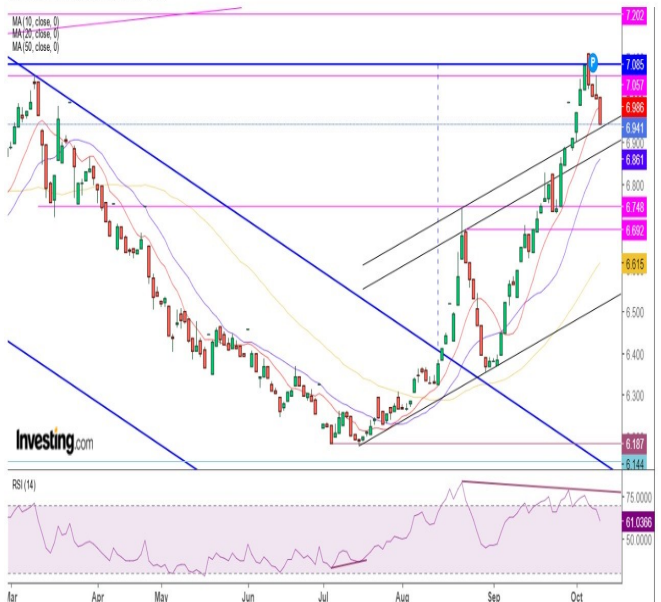 7.202
MA (10, close, 0)
MA (20, close, 0)
MA (50, close, 0)
7.085
P
7.057
6.986
6.941
6.900
6.861
6.800
6.748
6.692
6.615
6.500
6.400
6.300
Investing.com
6.187
6.144
RSI (14)
75.0000
61.0366
50.0000
Mar Apr May Jun Jul Aug Sep Oct